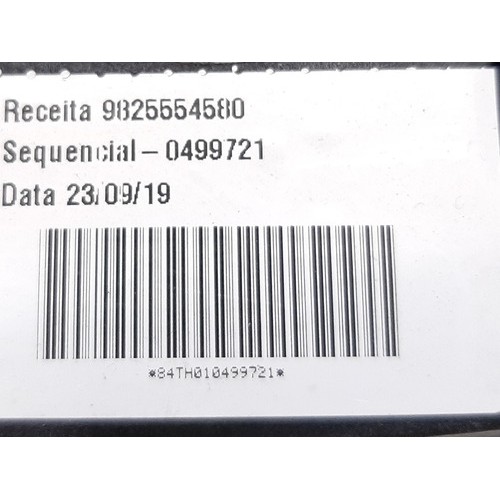 Receita 9825554580
Sequencial – 0499721
Data 23/09/19
*84TH010499721*